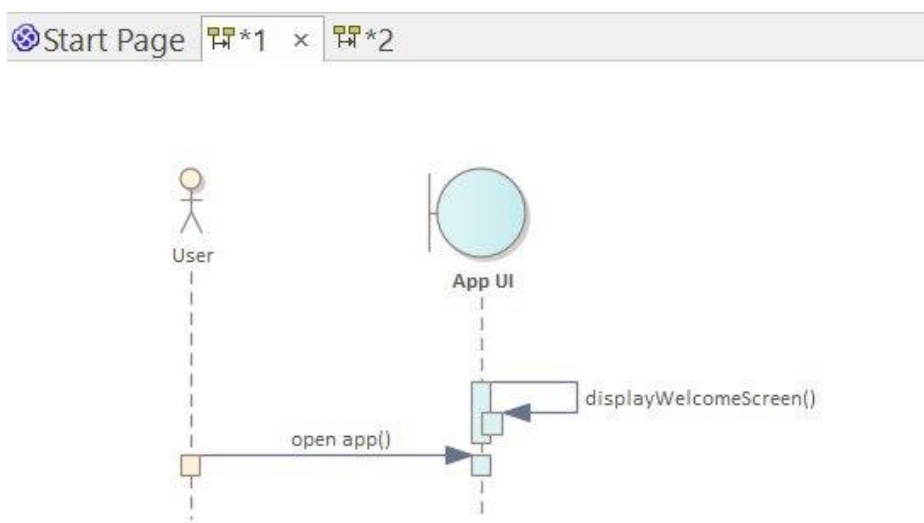 Start Page *1 × *2
User
App UI
displayWelcomeScreen()
open app()